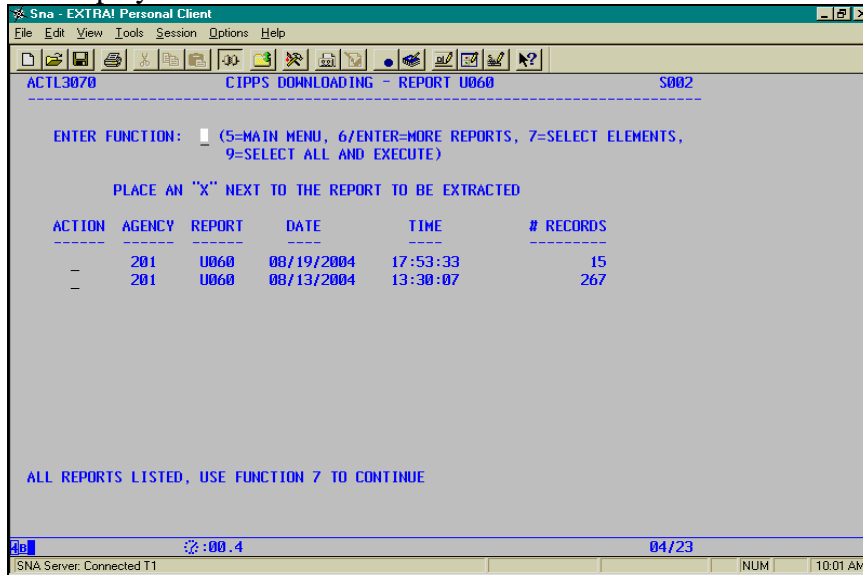 Sna - EXTRA! Personal Client
File Edit View Tools Session Options Help
ACTL3070 CIPPS DOWNLOADING - REPORT U060 S002
ENTER FUNCTION: _ (5=MAIN MENU, 6/ENTER=MORE REPORTS, 7=SELECT ELEMENTS,
9=SELECT ALL AND EXECUTE)
PLACE AN "X" NEXT TO THE REPORT TO BE EXTRACTED
ACTION AGENCY REPORT DATE TIME # RECORDS
------ ------ ------ ---- ---- ---------
_ 201 U060 08/19/2004 17:53:33 15
_ 201 U060 08/13/2004 13:30:07 267
ALL REPORTS LISTED, USE FUNCTION 7 TO CONTINUE
4B :00.4 04/23
SNA Server: Connected T1 NUM 10:01 AM